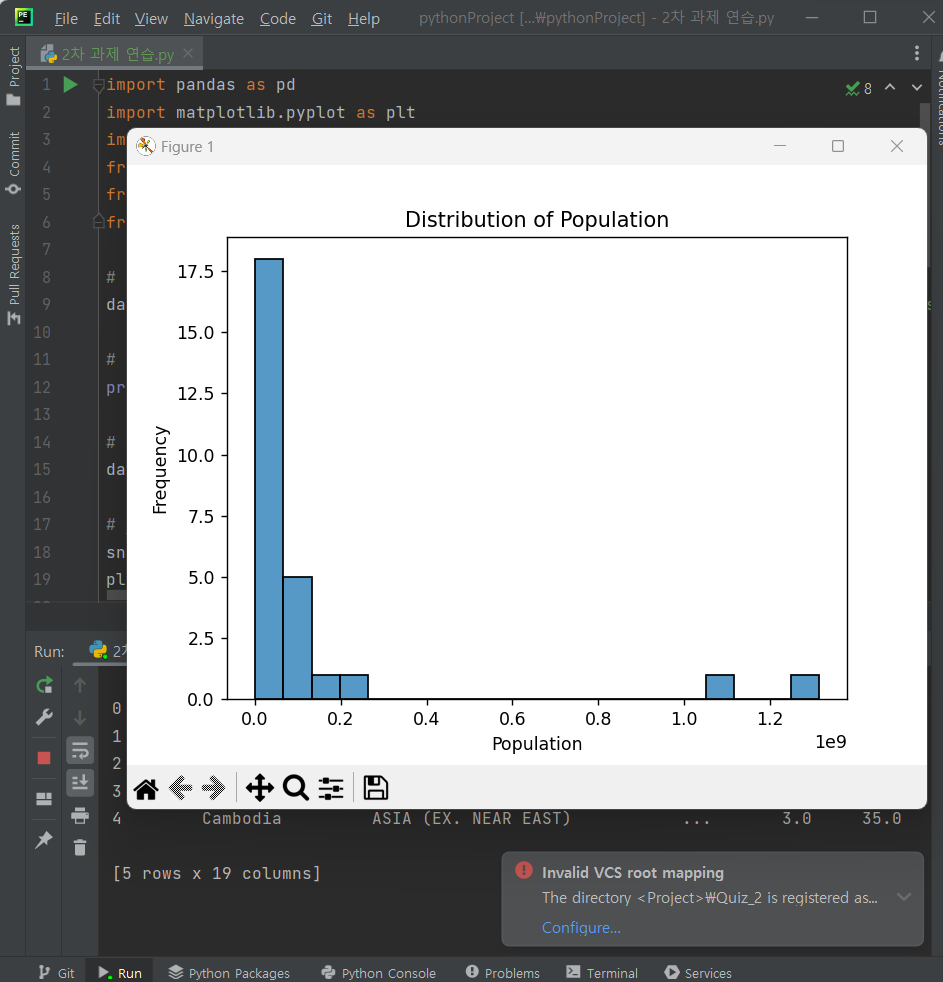 PE
File Edit View Navigate Code Git Help pythonProject [...₩pythonProject] - 2차 과제 연습.py
2차 과제 연습.py
Project
Commit
Pull Requests
Notifications
8
1 import pandas as pd
2 import matplotlib.pyplot as plt
3 im
4 fr
5 fr
6 fr
7
8 #
9 da
10
11 #
12 pr
13
14 #
15 da
16
17 #
18 sn
19 pl
Figure 1
Distribution of Population
Frequency
17.5
15.0
12.5
10.0
7.5
5.0
2.5
0.0
0.0 0.2 0.4 0.6 0.8 1.0 1.2
1e9
Population
Run: 2차
0
1
2
3
4 Cambodia ASIA (EX. NEAR EAST) ... 3.0 35.0
[5 rows x 19 columns]
Invalid VCS root mapping
The directory <Project>₩Quiz_2 is registered as...
Configure...
Git Run Python Packages Python Console Problems Terminal Services